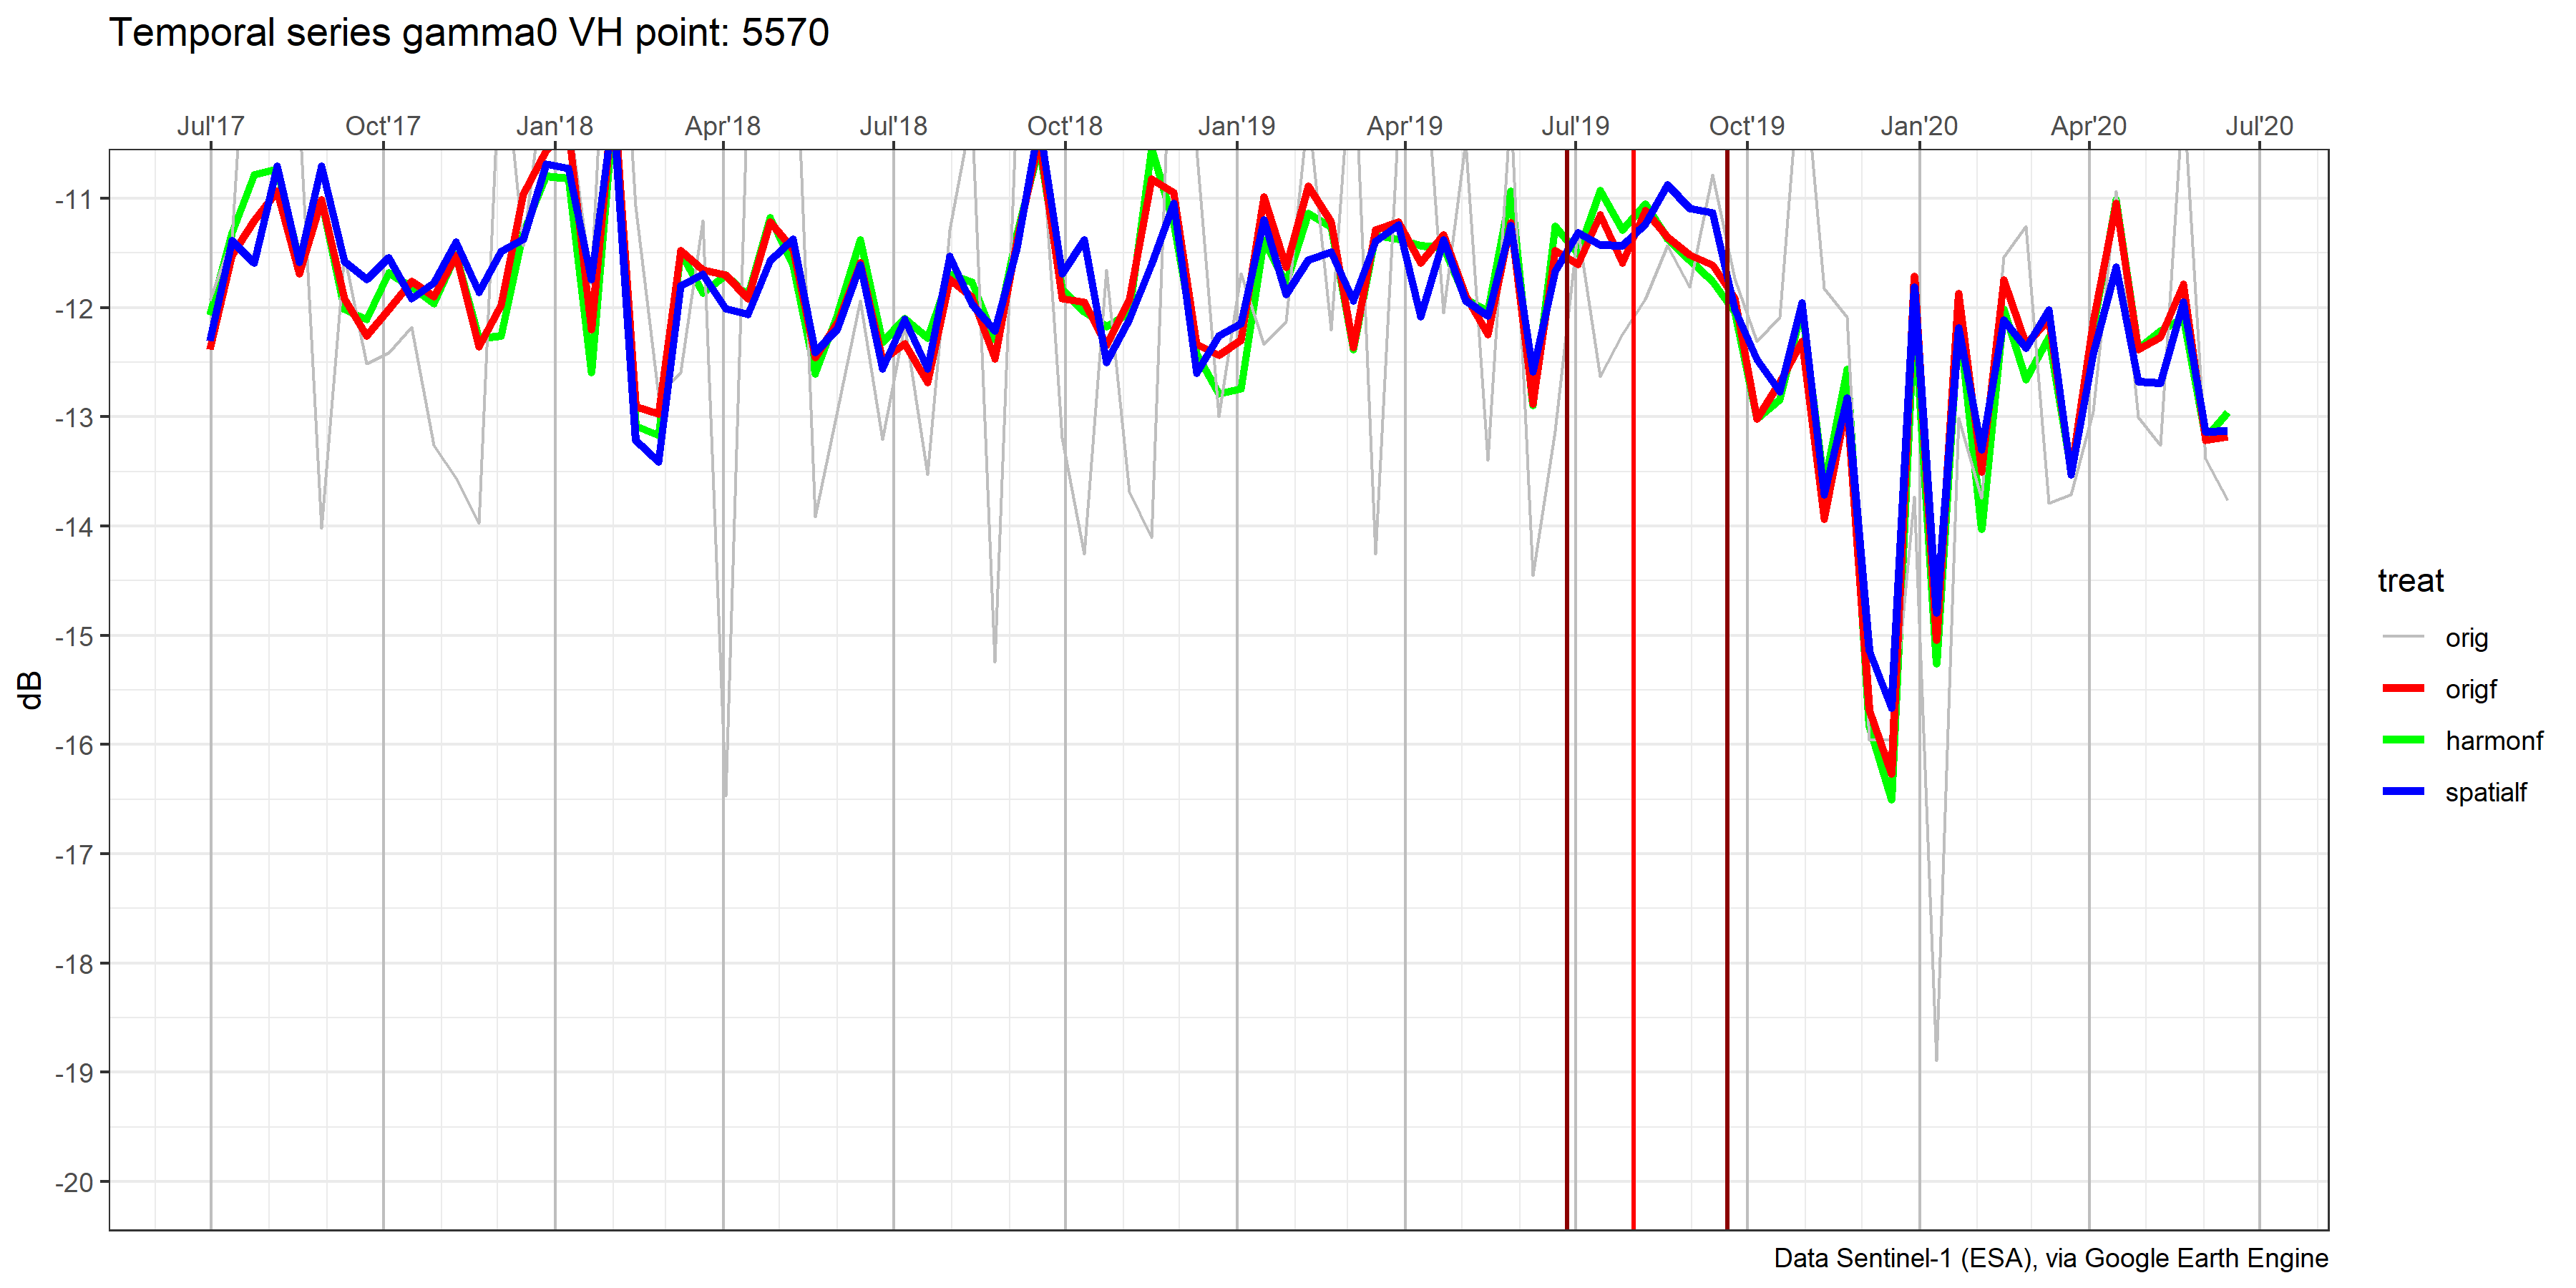 Temporal series gamma0 VH point: 5570
Jul'17 Oct'17 Jan'18 Apr'18 Jul'18 Oct'18 Jan'19 Apr'19 Jul'19 Oct'19 Jan'20 Apr'20 Jul'20
-11
-12
-13
-14
-15
-16
-17
-18
-19
-20
dB
treat
orig
origf
harmonf
spatialf
Data Sentinel-1 (ESA), via Google Earth Engine